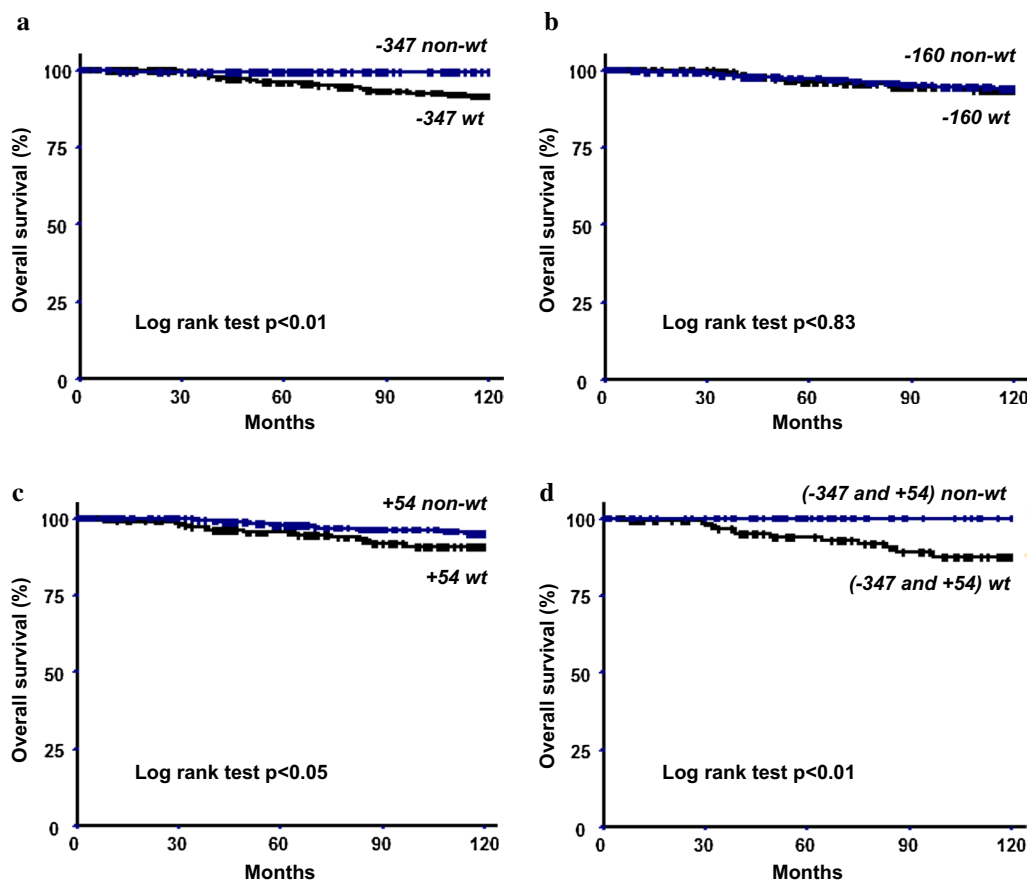 a
-347 non-wt
100
-347 wt
75
Overall survival (%)
50
25
Log rank test p<0.01
0
0 30 60 90 120
Months
b
-160 non-wt
100
-160 wt
75
Overall survival (%)
50
25
Log rank test p<0.83
0
0 30 60 90 120
Months
c
+54 non-wt
100
+54 wt
75
Overall survival (%)
50
25
Log rank test p<0.05
0
0 30 60 90 120
Months
d
(-347 and +54) non-wt
100
(-347 and +54) wt
75
Overall survival (%)
50
25
Log rank test p<0.01
0
0 30 60 90 120
Months